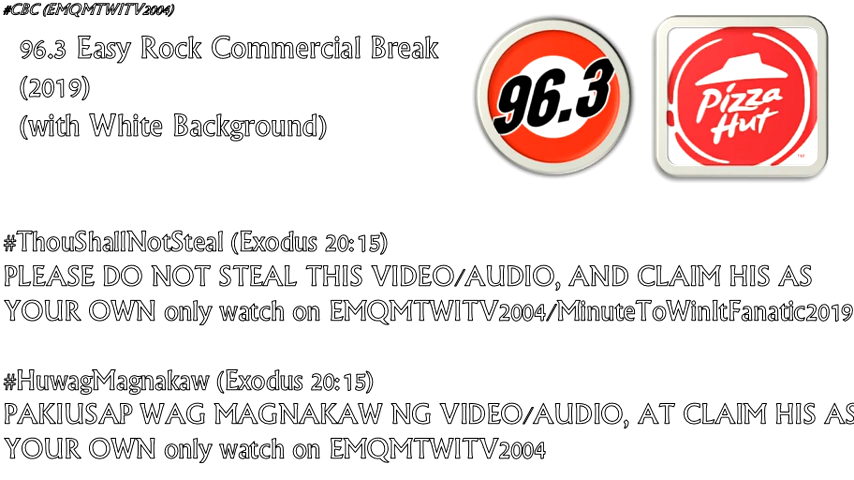 #CBC (EMQMTWITV2004)
96.3 Easy Rock Commercial Break
(2019)
(with White Background)
96.3
Pizza
Hut
TM
#ThouShallNotSteal (Exodus 20:15)
PLEASE DO NOT STEAL THIS VIDEO/AUDIO, AND CLAIM HIS AS
YOUR OWN only watch on EMQMTWITV2004/MinuteToWinItFanatic2019
#HuwagMagnakaw (Exodus 20:15)
PAKIUSAP WAG MAGNAKAW NG VIDEO/AUDIO, AT CLAIM HIS AS
YOUR OWN only watch on EMQMTWITV2004